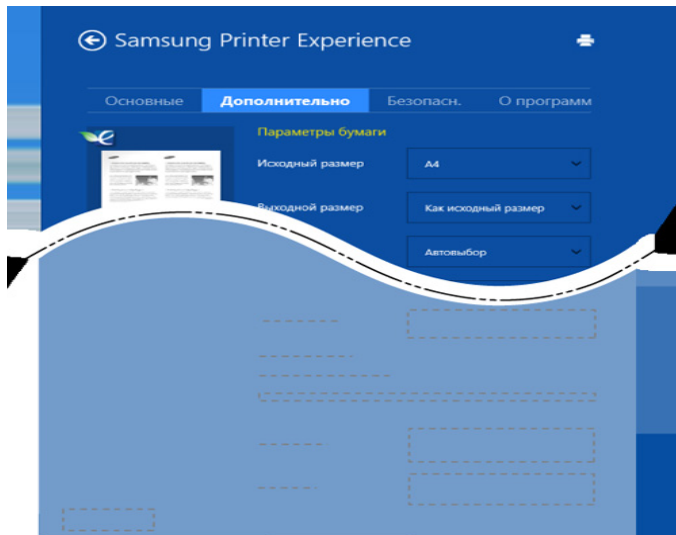 Samsung Printer Experience
Основные Дополнительно Безопасн. О программ
Параметры бумаги
Исходный размер A4
Выходной размер Как исходный размер
Автовыбор